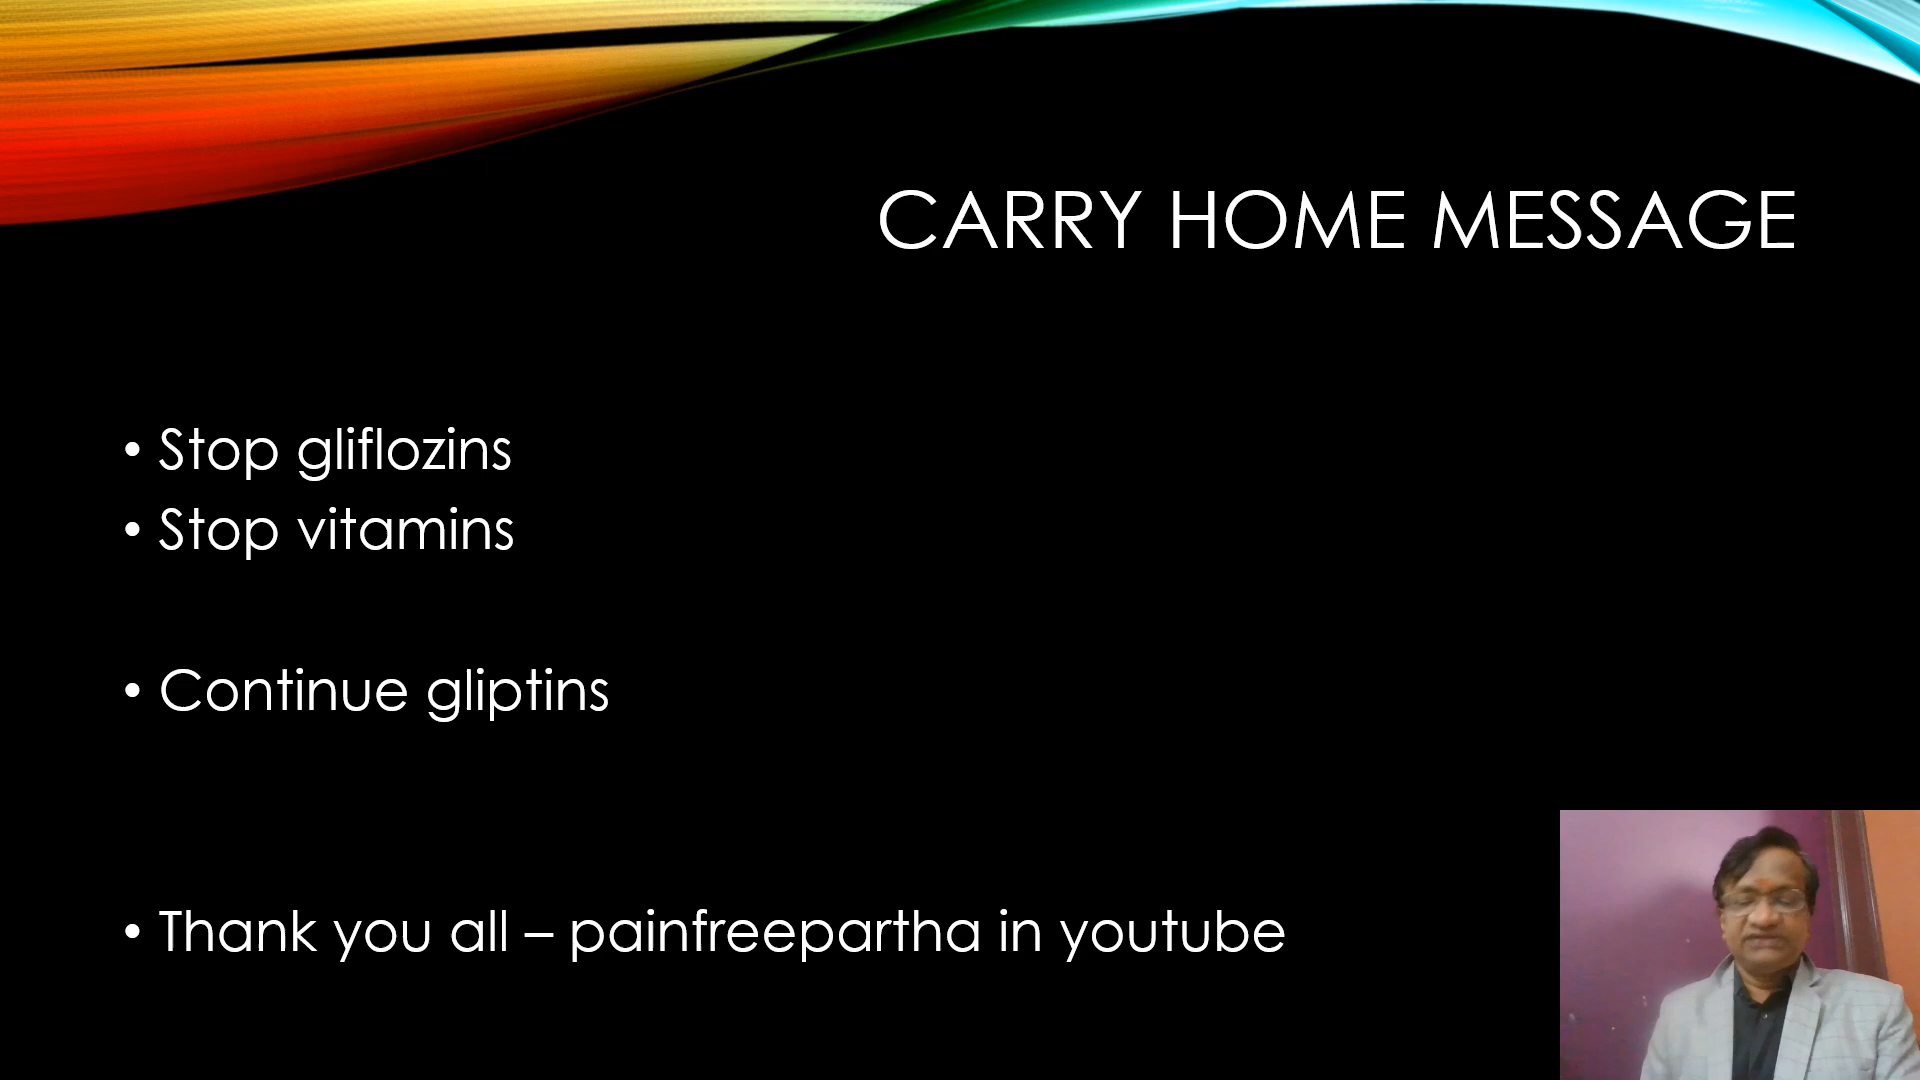 CARRY HOME MESSAGE
• Stop gliflozins
• Stop vitamins
• Continue gliptins
• Thank you all – painfreepartha in youtube